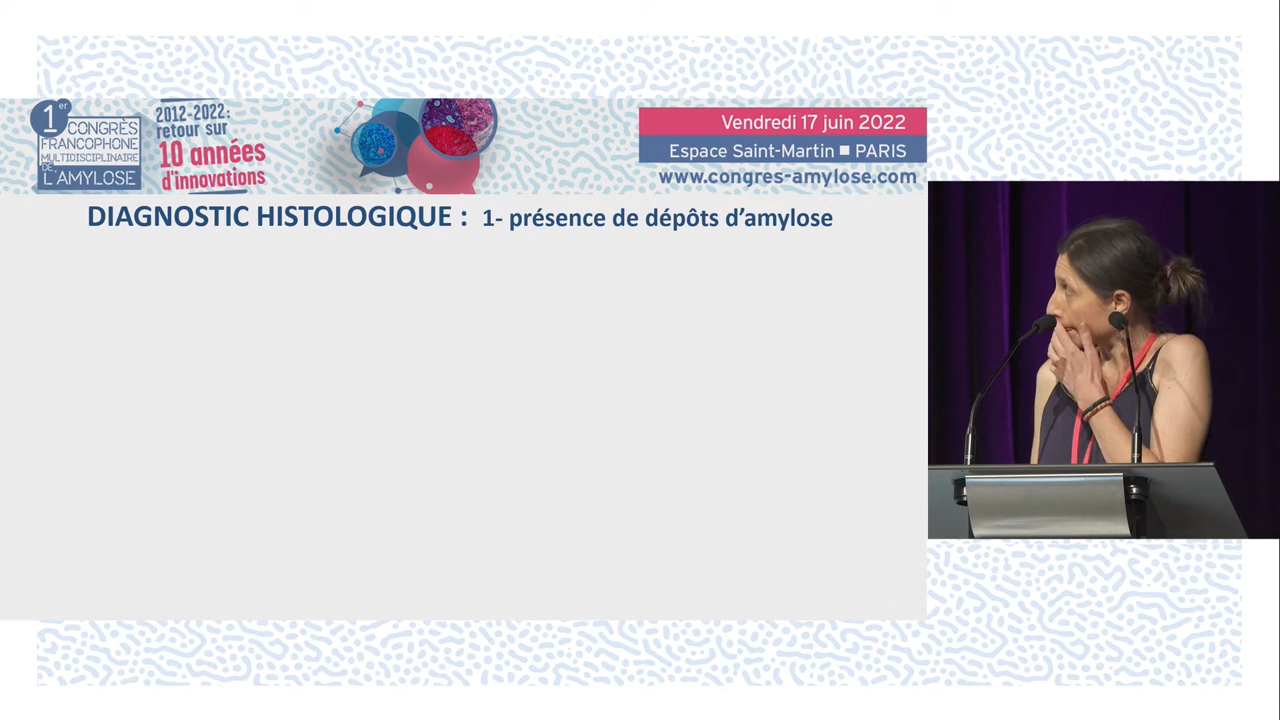 1er
CONGRÈS
FRANCOPHONE
MULTIDISCIPLINAIRE
DE
L'AMYLOSE
2012-2022:
retour sur
10 années
d'innovations
Vendredi 17 juin 2022
Espace Saint-Martin ■ PARIS
www.congres-amylose.com
DIAGNOSTIC HISTOLOGIQUE : 1- présence de dépôts d’amylose